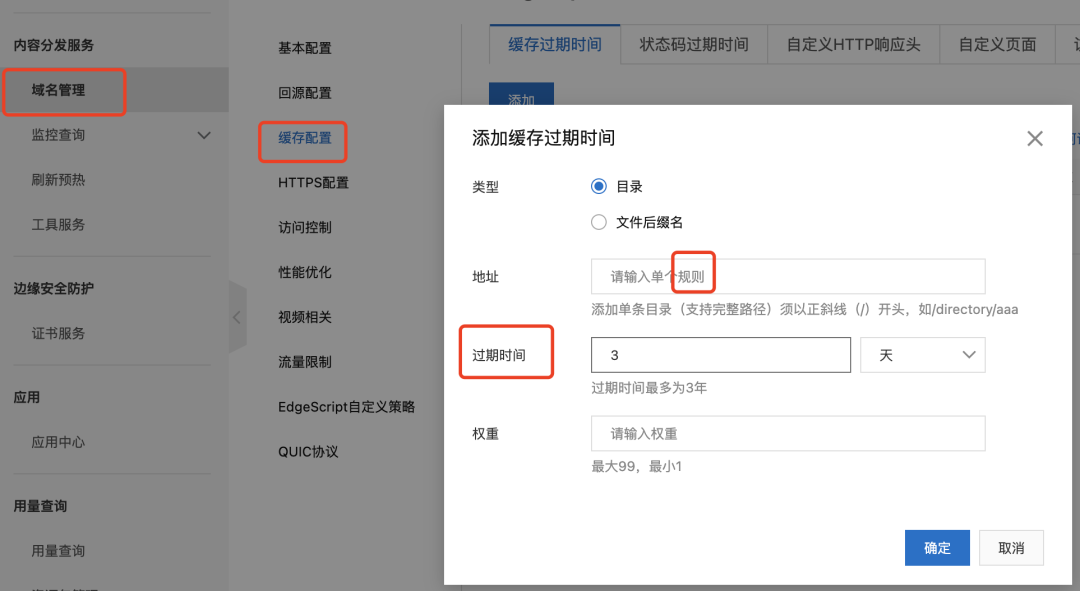 内容分发服务
域名管理
监控查询
刷新预热
工具服务
边缘安全防护
证书服务
应用
应用中心
用量查询
用量查询
基本配置
回源配置
缓存配置
HTTPS配置
访问控制
性能优化
视频相关
流量限制
EdgeScript自定义策略
QUIC协议
缓存过期时间
状态码过期时间
自定义HTTP响应头
自定义页面
添加
添加缓存过期时间
类型
目录
文件后缀名
地址
请输入单个规则
添加单条目录（支持完整路径）须以正斜线（/）开头，如/directory/aaa
过期时间
3
天
过期时间最多为3年
权重
请输入权重
最大99，最小1
确定
取消